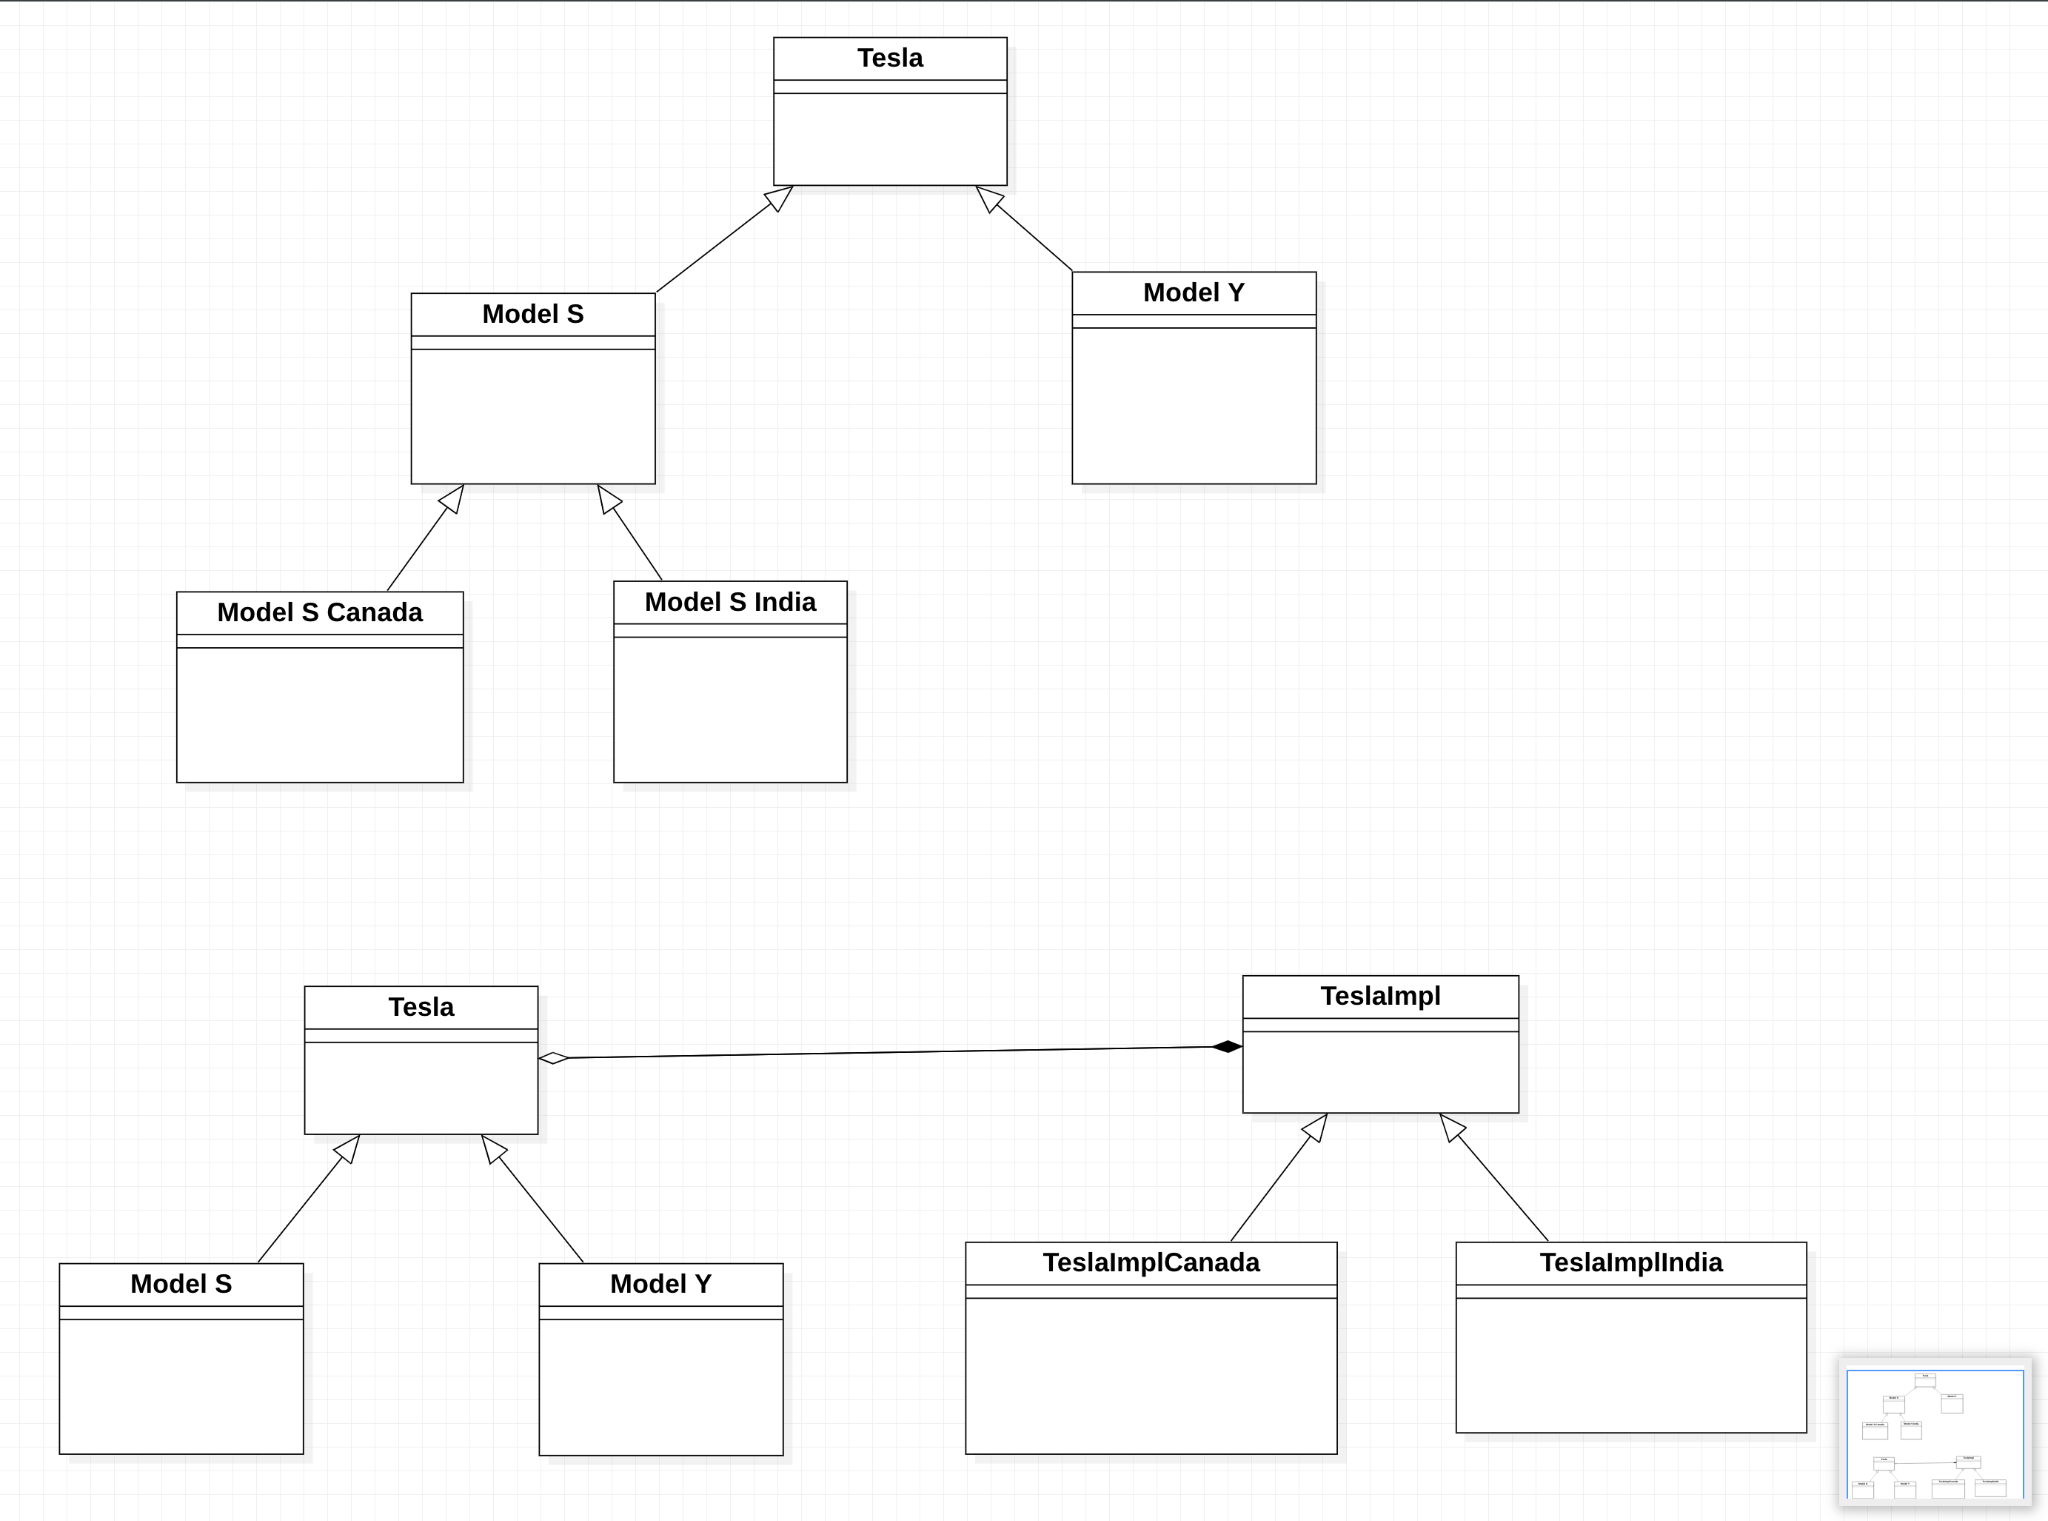 Tesla
Model S
Model Y
Model S Canada
Model S India
Tesla
TeslaImpl
Model S
Model Y
TeslaImplCanada
TeslaImplIndia